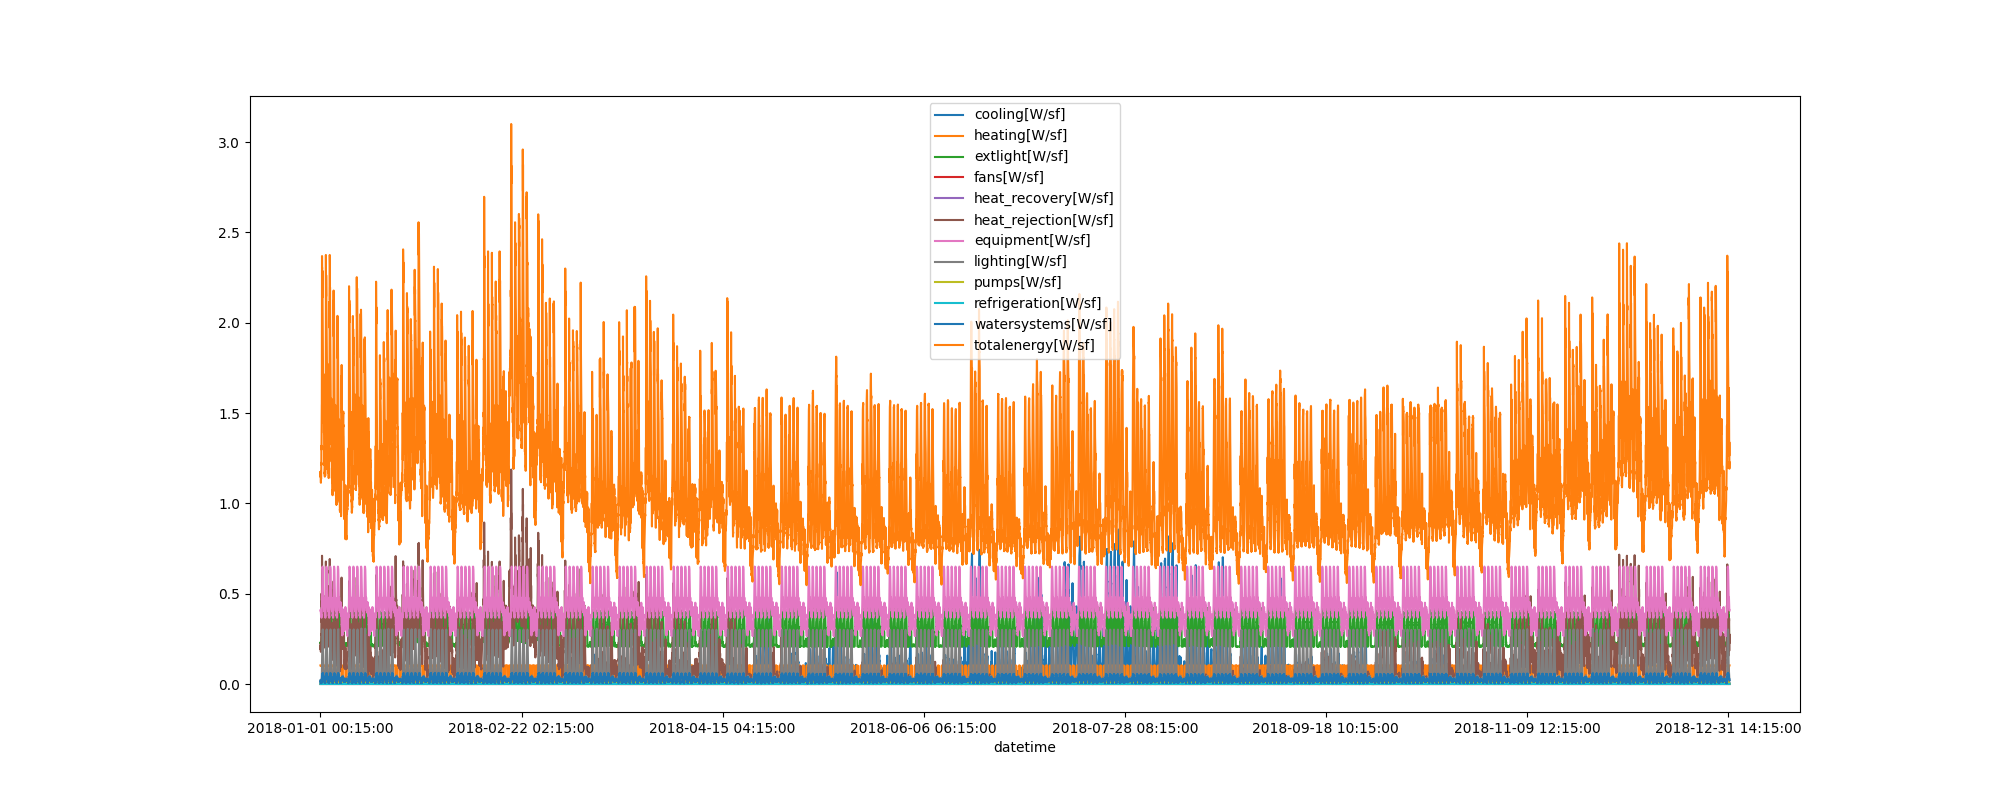 cooling[W/sf]
heating[W/sf]
extlight[W/sf]
fans[W/sf]
heat_recovery[W/sf]
heat_rejection[W/sf]
equipment[W/sf]
lighting[W/sf]
pumps[W/sf]
refrigeration[W/sf]
watersystems[W/sf]
totalenergy[W/sf]
3.0
2.5
2.0
1.5
1.0
0.5
0.0
2018-01-01 00:15:00 2018-02-22 02:15:00 2018-04-15 04:15:00 2018-06-06 06:15:00 2018-07-28 08:15:00 2018-09-18 10:15:00 2018-11-09 12:15:00 2018-12-31 14:15:00
datetime